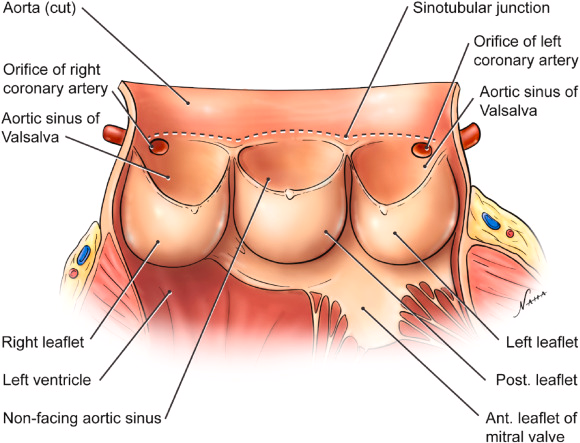 Aorta (cut)
Sinotubular junction
Orifice of left
coronary artery
Orifice of right
coronary artery
Aortic sinus of
Valsalva
Aortic sinus of
Valsalva
Right leaflet
Left leaflet
Left ventricle
Post. leaflet
Non-facing aortic sinus
Ant. leaflet of
mitral valve